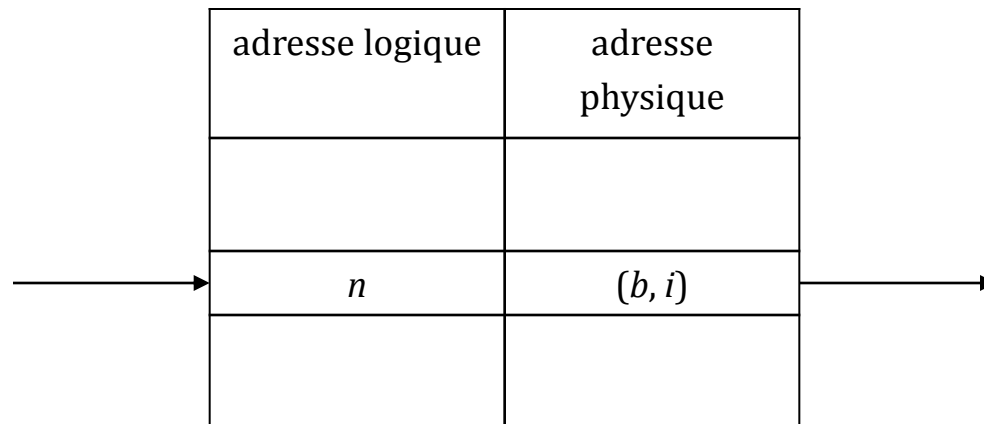 adresse logique
adresse
physique
n
(b, i)